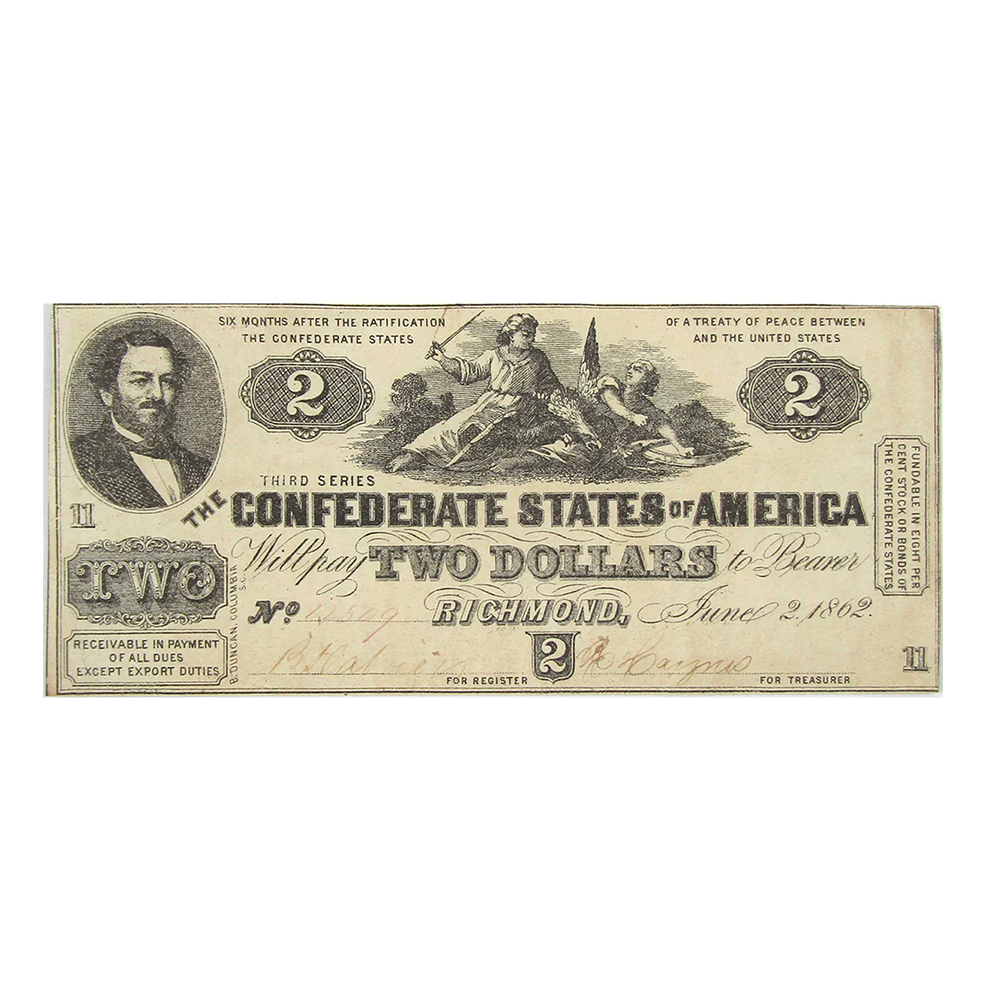 SIX MONTHS AFTER THE RATIFICATION OF A TREATY OF PEACE BETWEEN
THE CONFEDERATE STATES AND THE UNITED STATES
2 2
THIRD SERIES
THE CONFEDERATE STATES OF AMERICA
11
Will pay TWO DOLLARS to Bearer
TWO
No RICHMOND, June 2, 1862.
RECEIVABLE IN PAYMENT
OF ALL DUES
EXCEPT EXPORT DUTIES
B. DUNCAN, COLUMBIA
S.C.
FUNDABLE IN EIGHT PER
CENT STOCK OR BONDS OF
THE CONFEDERATE STATES
2
Haynes
11
FOR REGISTER FOR TREASURER